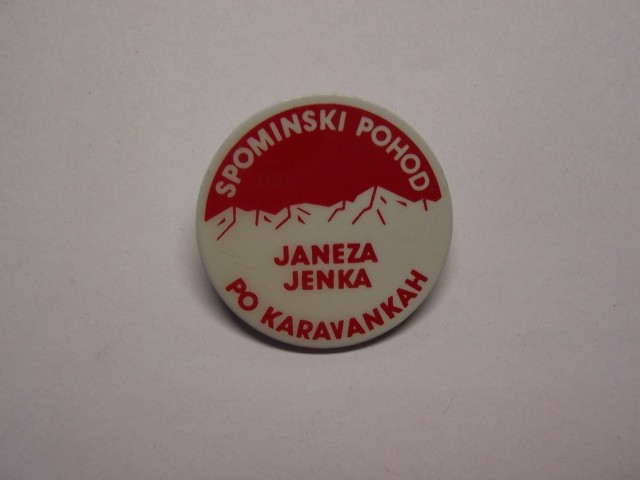 SPOMINSKI POHOD
JANEZA
JENKA
PO KARAVANKAH